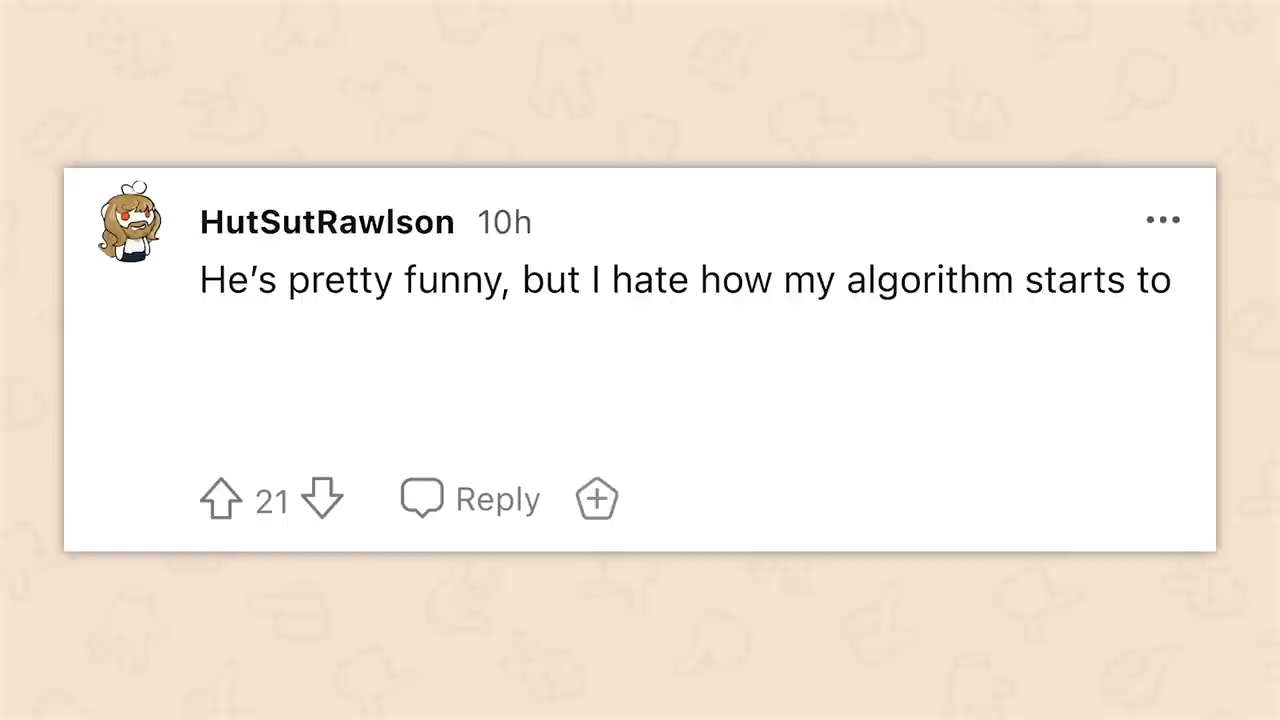 HutSutRawlson 10h
He’s pretty funny, but I hate how my algorithm starts to
21 Reply